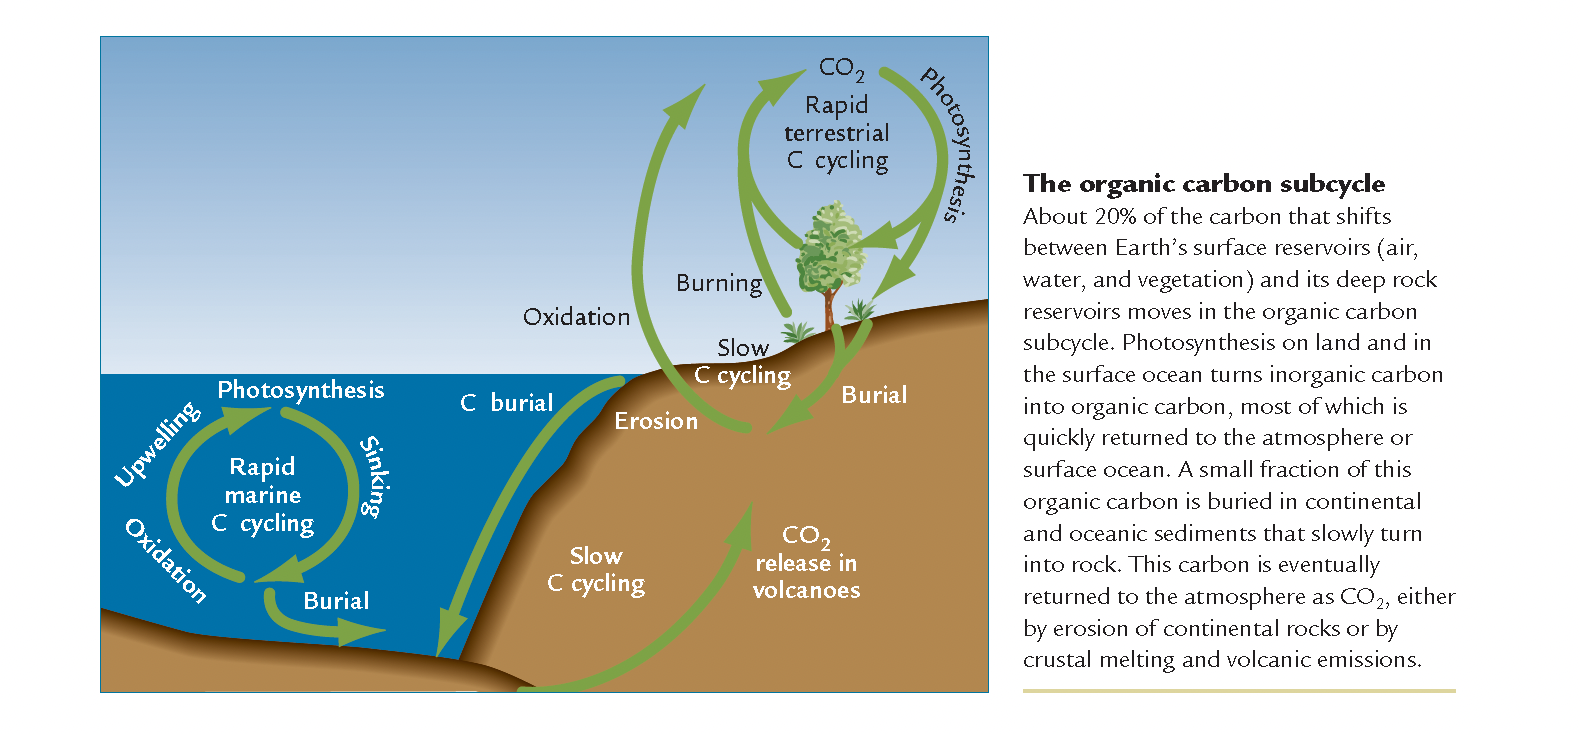 CO₂
Rapid
terrestrial
C cycling
Photosynthesis
Burning
Oxidation
Slow
C cycling
Burial
Erosion
C burial
Photosynthesis
Upwelling
Sinking
Rapid
marine
C cycling
Oxidation
Burial
Slow
C cycling
CO₂
release in
volcanoes
The organic carbon subcycle
About 20% of the carbon that shifts
between Earth's surface reservoirs (air,
water, and vegetation) and its deep rock
reservoirs moves in the organic carbon
subcycle. Photosynthesis on land and in
the surface ocean turns inorganic carbon
into organic carbon, most of which is
quickly returned to the atmosphere or
surface ocean. A small fraction of this
organic carbon is buried in continental
and oceanic sediments that slowly turn
into rock. This carbon is eventually
returned to the atmosphere as CO₂, either
by erosion of continental rocks or by
crustal melting and volcanic emissions.